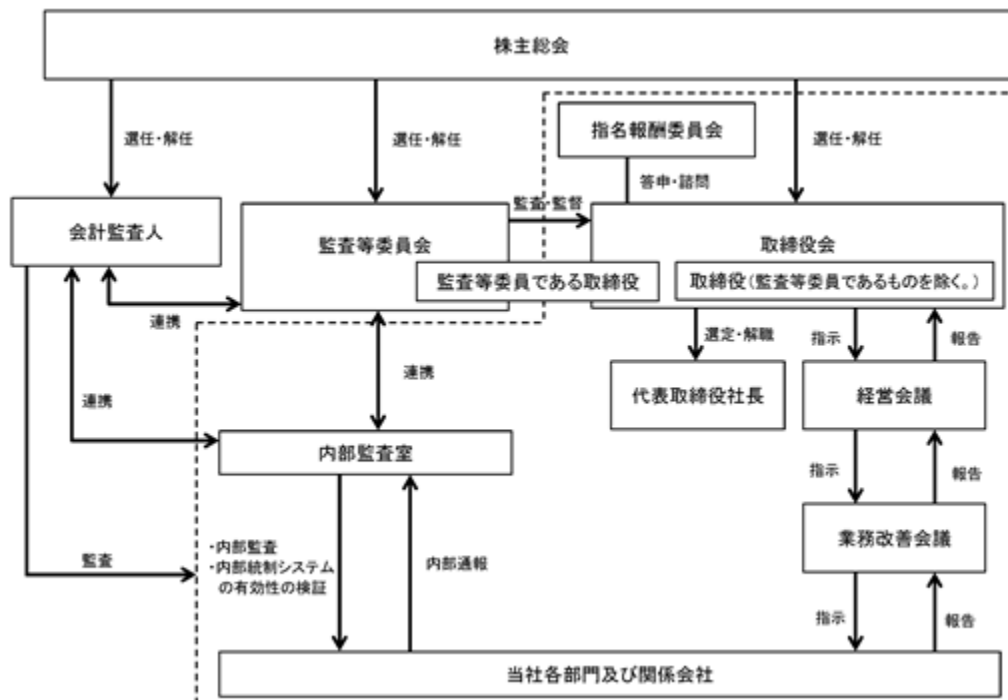 株主総会
選任・解任
選任・解任
選任・解任
指名報酬委員会
答申・諮問
会計監査人
監査等委員会
監査・監督
取締役会
監査等委員である取締役
取締役(監査等委員であるものを除く。)
連携
連携
連携
選定・解職
指示
報告
代表取締役社長
経営会議
内部監査室
指示
報告
業務改善会議
監査
・内部監査
・内部統制システム
の有効性の検証
内部通報
指示
報告
当社各部門及び関係会社